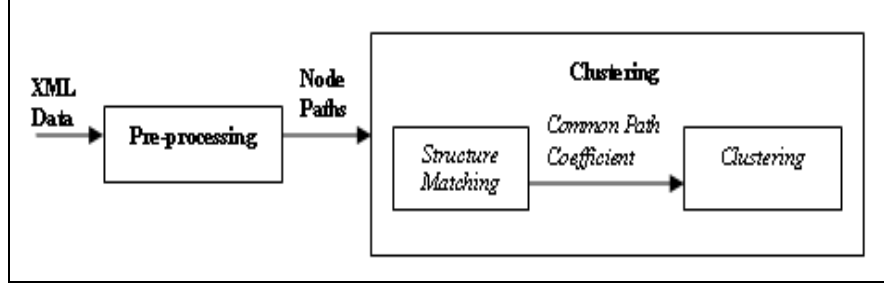 XML
Data
Pre-processing
Node
Paths
Clustering
Structure
Matching
Common Path
Coefficient
Clustering